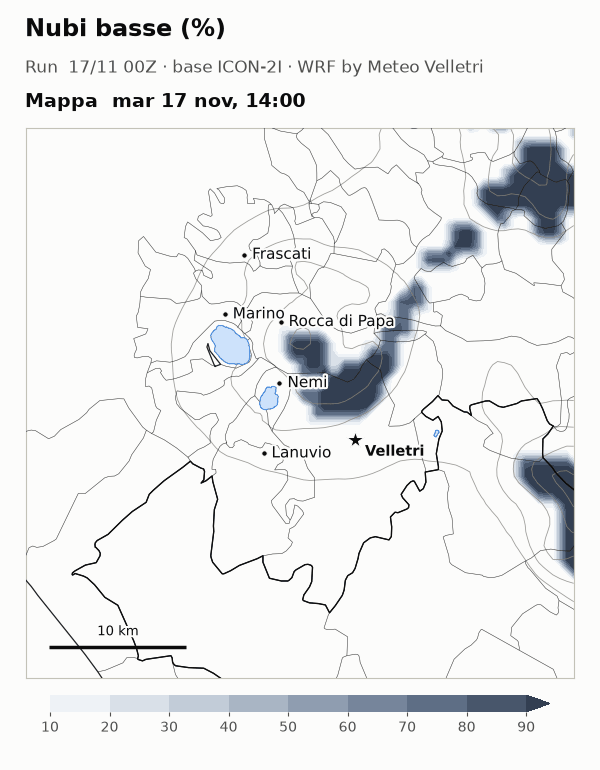 Nubi basse (%)
Run  17/11 00Z · base ICON-2I · WRF by Meteo Velletri
Mappa  mar 17 nov, 14:00
Frascati
Marino
Rocca di Papa
Nemi
Velletri
Lanuvio
10 km
10 20 30 40 50 60 70 80 90